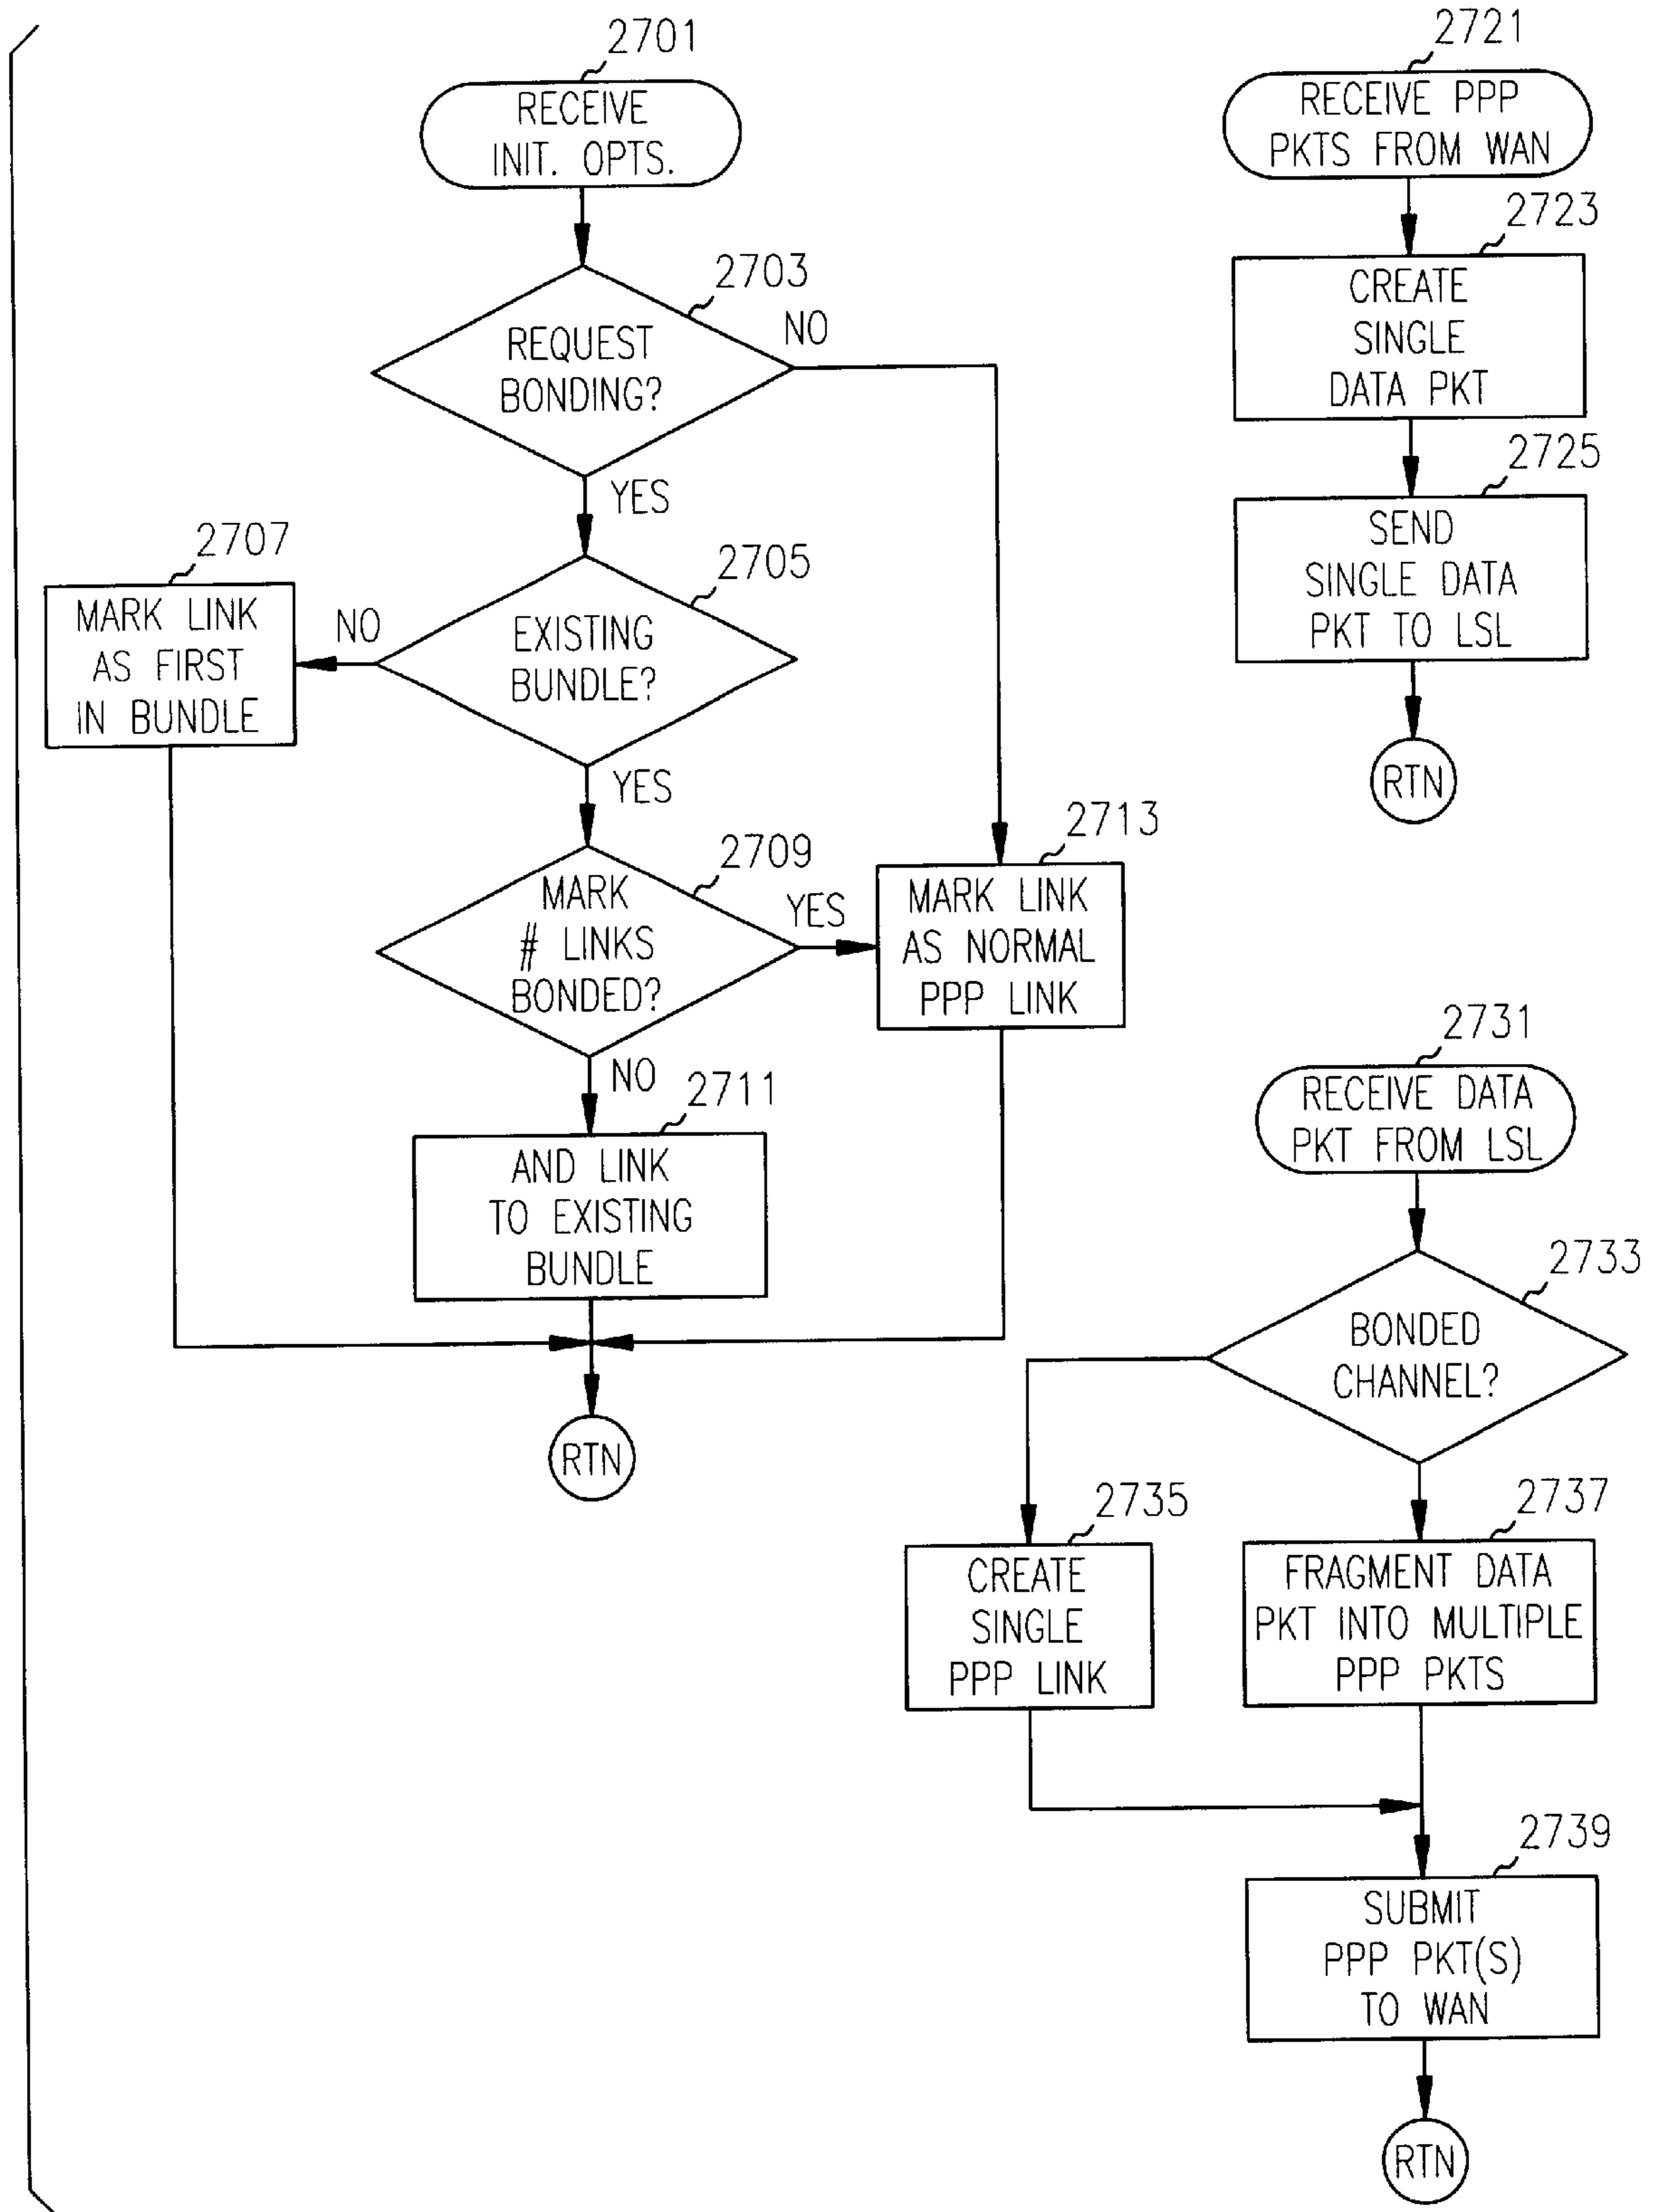 2701
RECEIVE
INIT. OPTS.
2703
REQUEST
BONDING?
NO
YES
2705
EXISTING
BUNDLE?
NO
2707
MARK LINK
AS FIRST
IN BUNDLE
YES
2709
MARK
# LINKS
BONDED?
YES
2713
MARK LINK
AS NORMAL
PPP LINK
NO
2711
AND LINK
TO EXISTING
BUNDLE
RTN
2721
RECEIVE PPP
PKTS FROM WAN
2723
CREATE
SINGLE
DATA PKT
2725
SEND
SINGLE DATA
PKT TO LSL
RTN
2731
RECEIVE DATA
PKT FROM LSL
2733
BONDED
CHANNEL?
2735
CREATE
SINGLE
PPP LINK
2737
FRAGMENT DATA
PKT INTO MULTIPLE
PPP PKTS
2739
SUBMIT
PPP PKT(S)
TO WAN
RTN